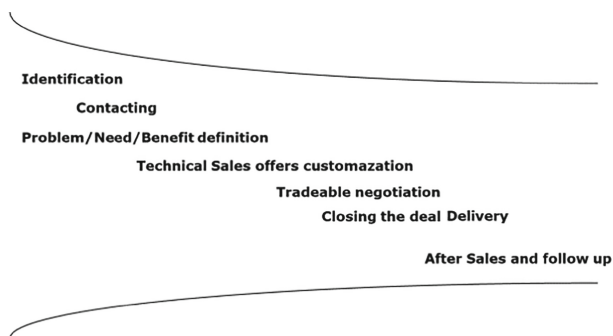 Identification
Contacting
Problem/Need/Benefit definition
Technical Sales offers customazation
Tradeable negotiation
Closing the deal Delivery
After Sales and follow up